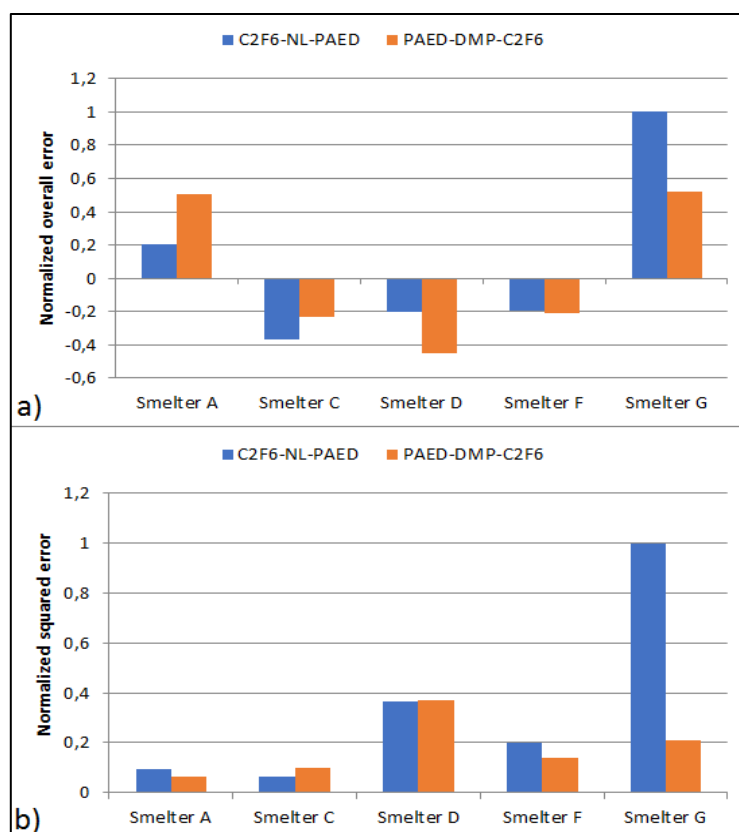 C2F6-NL-PAED PAED-DMP-C2F6
1,2
1
0,8
0,6
0,4
0,2
0
-0,2
-0,4
-0,6
Normalized overall error
Smelter A Smelter C Smelter D Smelter F Smelter G
a)
C2F6-NL-PAED PAED-DMP-C2F6
1,2
1
0,8
0,6
0,4
0,2
0
Normalized squared error
Smelter A Smelter C Smelter D Smelter F Smelter G
b)